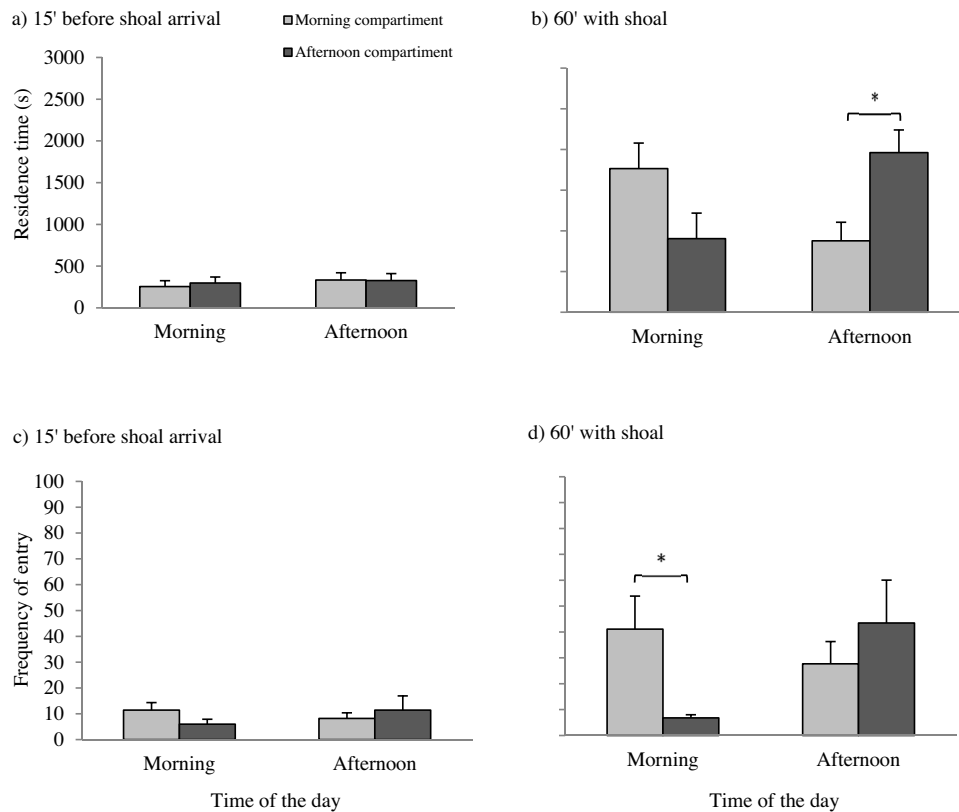 a) 15' before shoal arrival
Morning compartiment
Afternoon compartiment
b) 60' with shoal
Residence time (s)
3000
2500
2000
1500
1000
500
0
Morning
Afternoon
*
Morning
Afternoon
c) 15' before shoal arrival
d) 60' with shoal
Frequency of entry
100
90
80
70
60
50
40
30
20
10
0
Morning
Afternoon
Time of the day
*
Morning
Afternoon
Time of the day